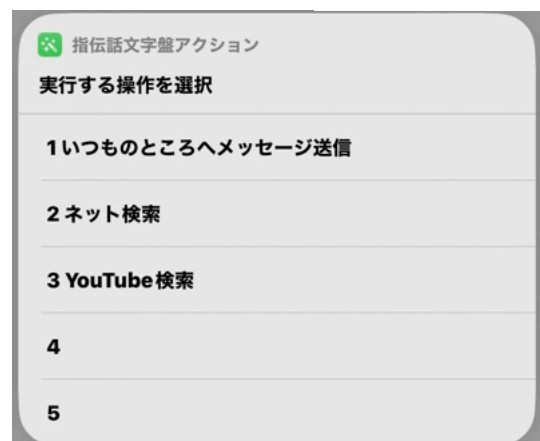 指伝話文字盤アクション
実行する操作を選択
1いつものところへメッセージ送信
2 ネット検索
3 YouTube検索
4
5